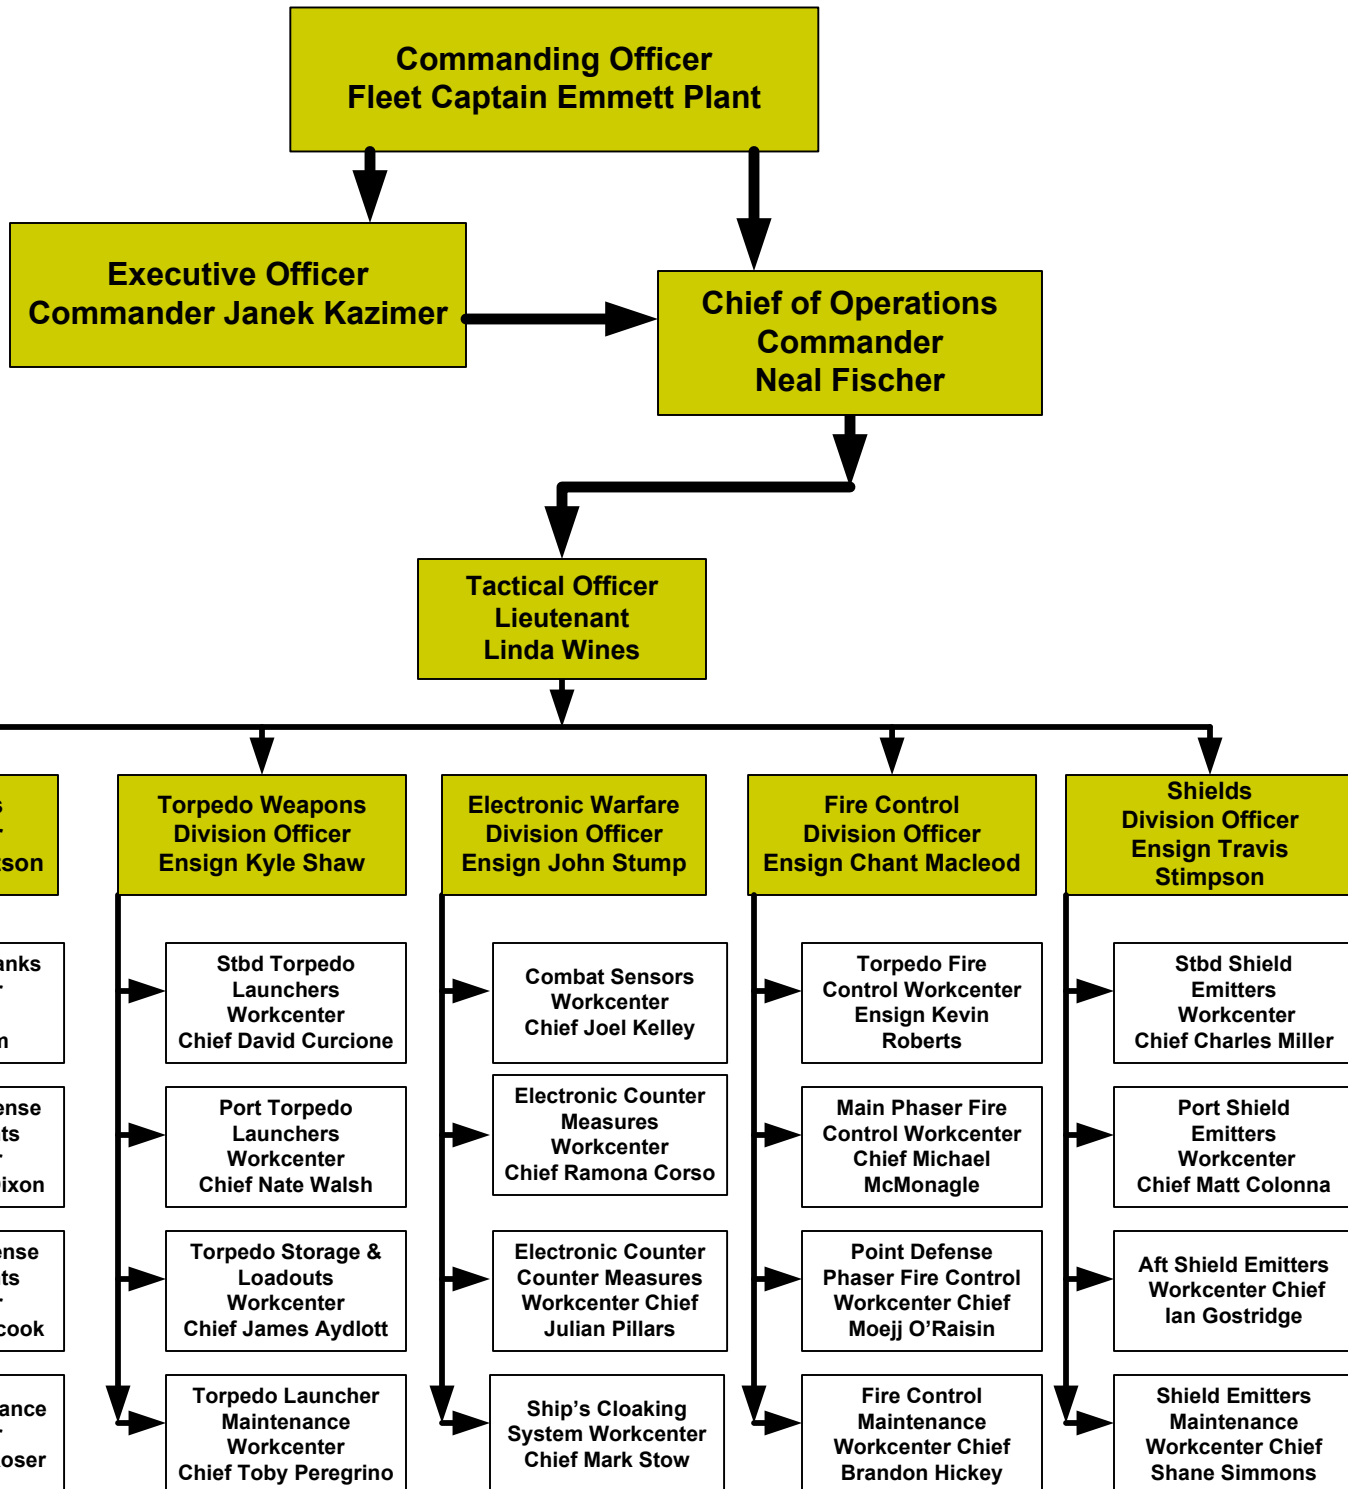 Commanding Officer
Fleet Captain Emmett Plant
Executive Officer
Commander Janek Kazimer
Chief of Operations
Commander
Neal Fischer
Tactical Officer
Lieutenant
Linda Wines
Torpedo Weapons
Division Officer
Ensign Kyle Shaw
Electronic Warfare
Division Officer
Ensign John Stump
Fire Control
Division Officer
Ensign Chant Macleod
Shields
Division Officer
Ensign Travis
Stimpson
Stbd Torpedo
Launchers
Workcenter
Chief David Curcione
Combat Sensors
Workcenter
Chief Joel Kelley
Torpedo Fire
Control Workcenter
Ensign Kevin
Roberts
Stbd Shield
Emitters
Workcenter
Chief Charles Miller
Port Torpedo
Launchers
Workcenter
Chief Nate Walsh
Electronic Counter
Measures
Workcenter
Chief Ramona Corso
Main Phaser Fire
Control Workcenter
Chief Michael
McMonagle
Port Shield
Emitters
Workcenter
Chief Matt Colonna
Torpedo Storage &
Loadouts
Workcenter
Chief James Aydlott
Electronic Counter
Counter Measures
Workcenter Chief
Julian Pillars
Point Defense
Phaser Fire Control
Workcenter Chief
Moejj O’Raisin
Aft Shield Emitters
Workcenter Chief
Ian Gostridge
Torpedo Launcher
Maintenance
Workcenter
Chief Toby Peregrino
Ship’s Cloaking
System Workcenter
Chief Mark Stow
Fire Control
Maintenance
Workcenter Chief
Brandon Hickey
Shield Emitters
Maintenance
Workcenter Chief
Shane Simmons